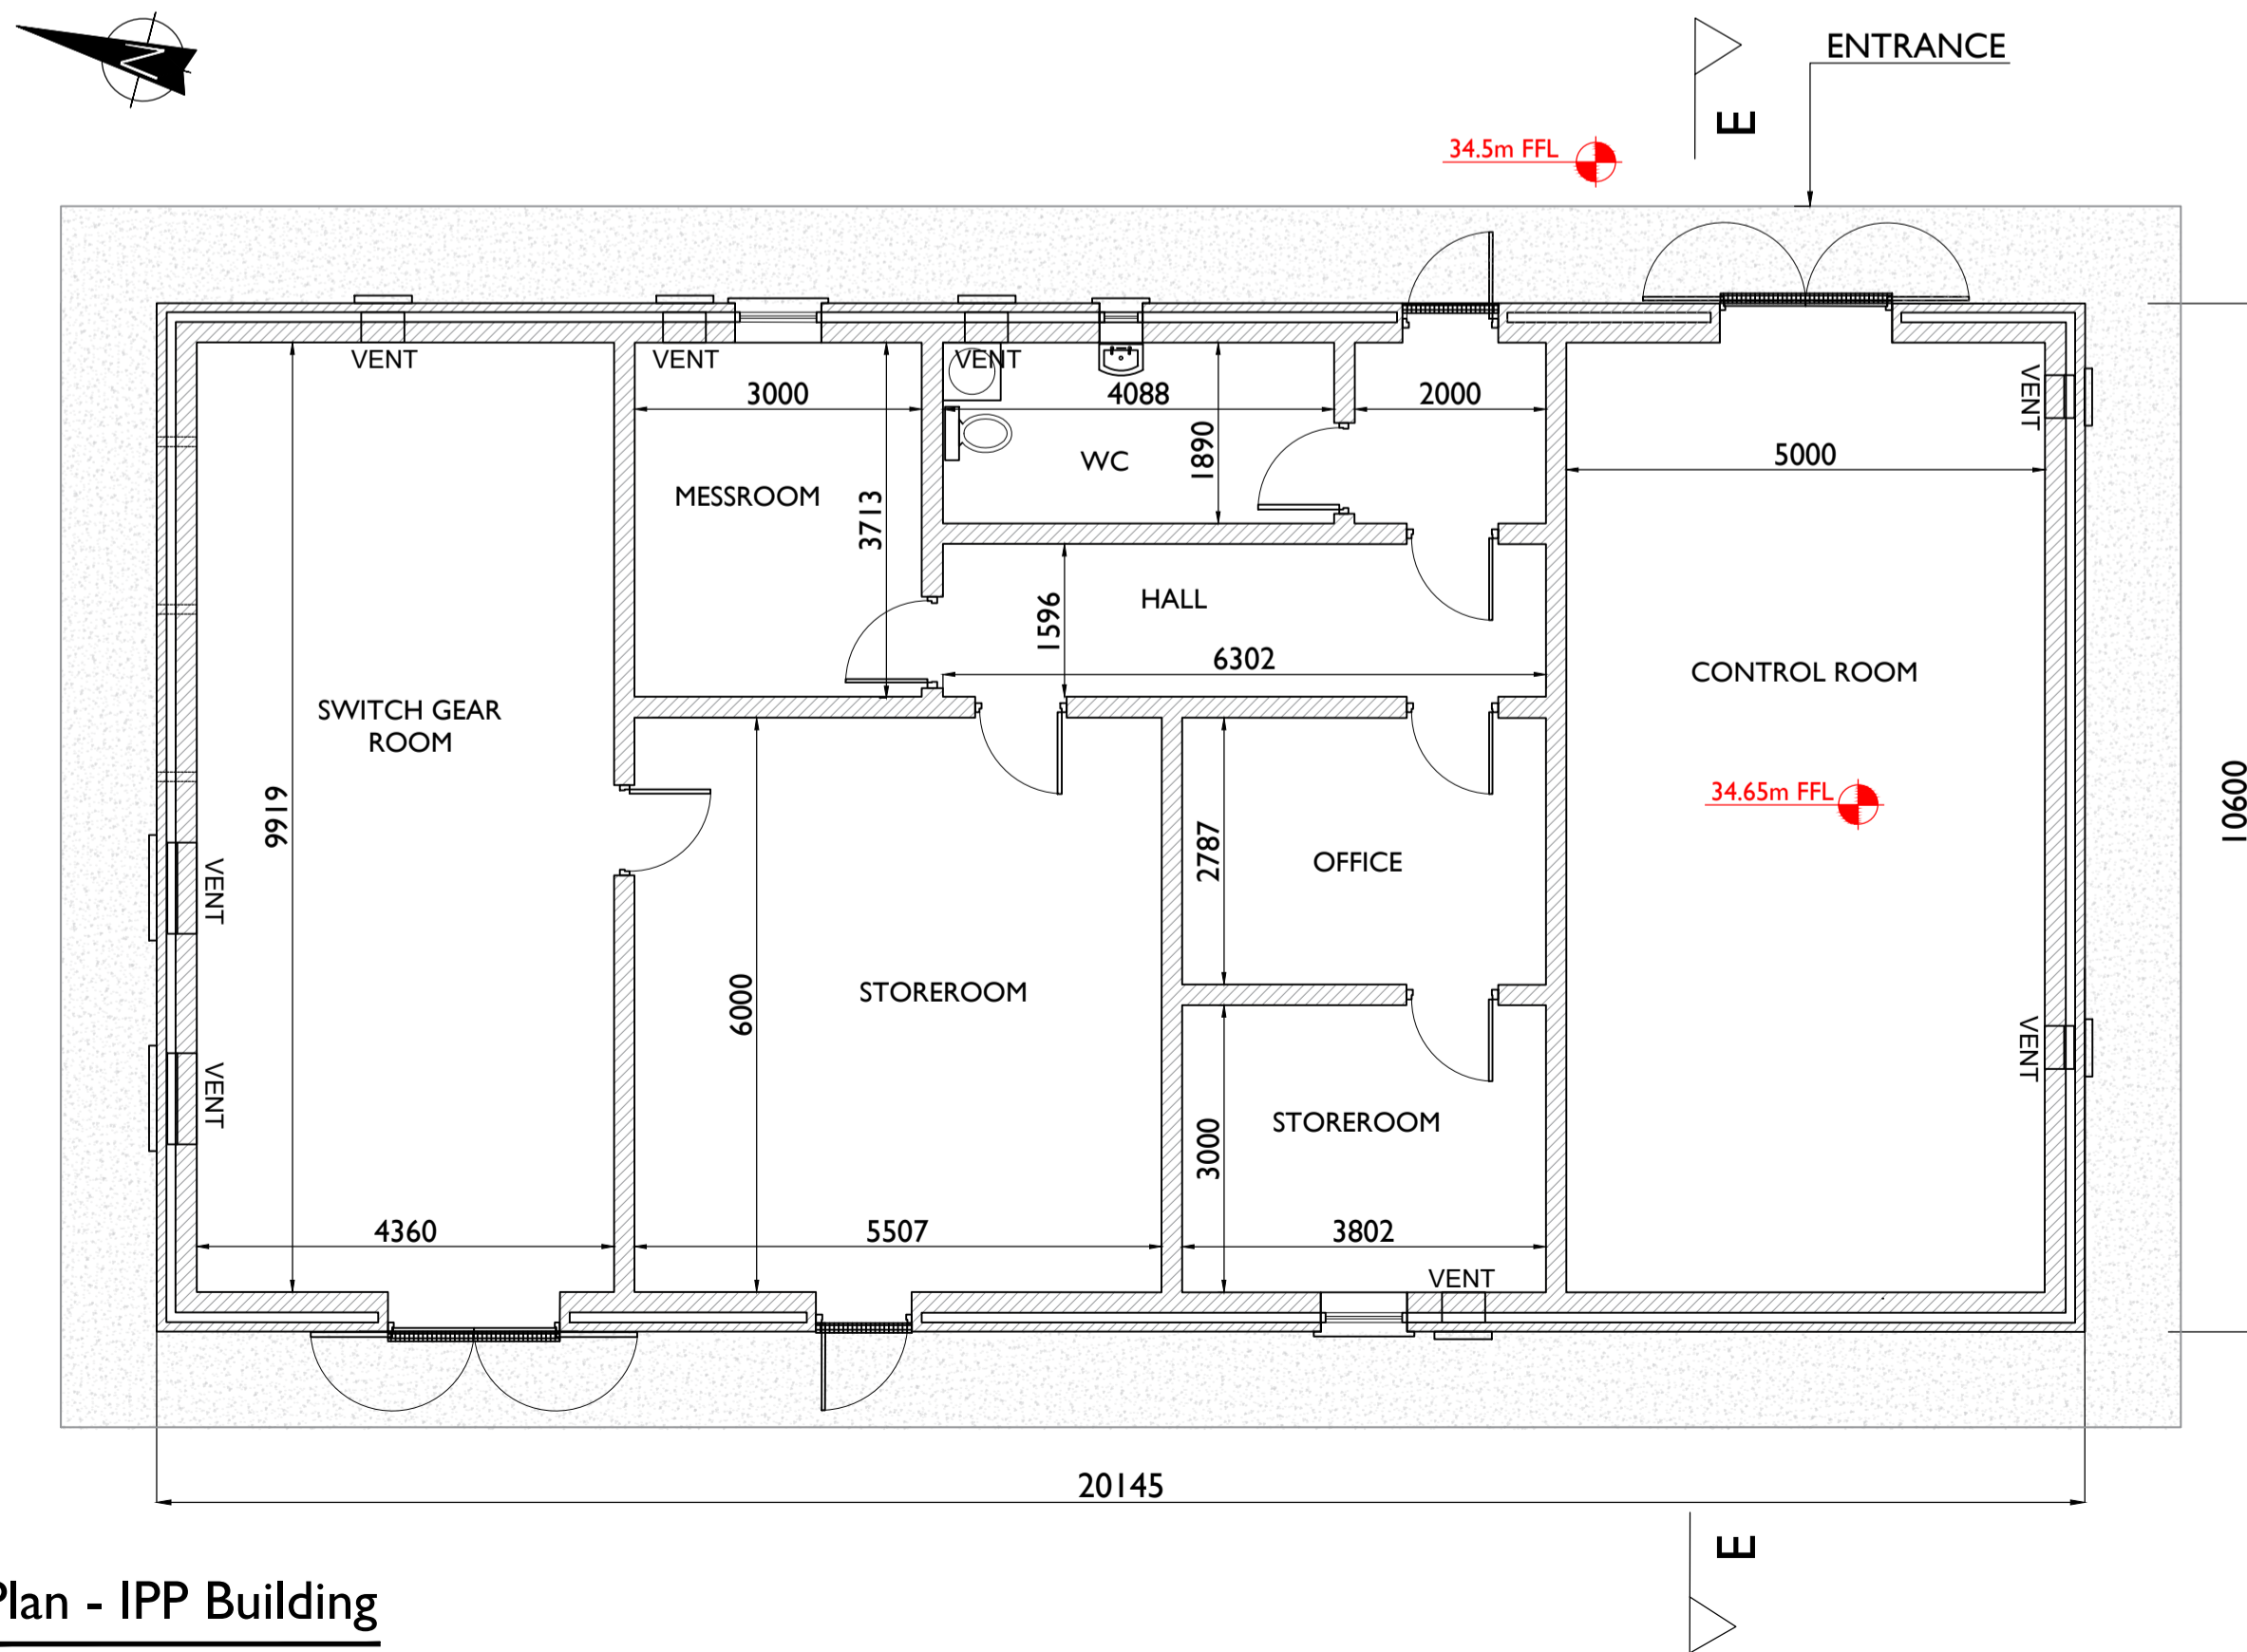 N
ENTRANCE
E
34.5m FFL
VENT
VENT
VENT
VENT
3000
4088
2000
5000
1890
WC
MESSROOM
3713
HALL
1596
6302
CONTROL ROOM
SWITCH GEAR
ROOM
9919
34.65m FFL
10600
2787
OFFICE
VENT
6000
STOREROOM
VENT
VENT
3000
STOREROOM
4360
5507
3802
VENT
20145
E
Plan - IPP Building